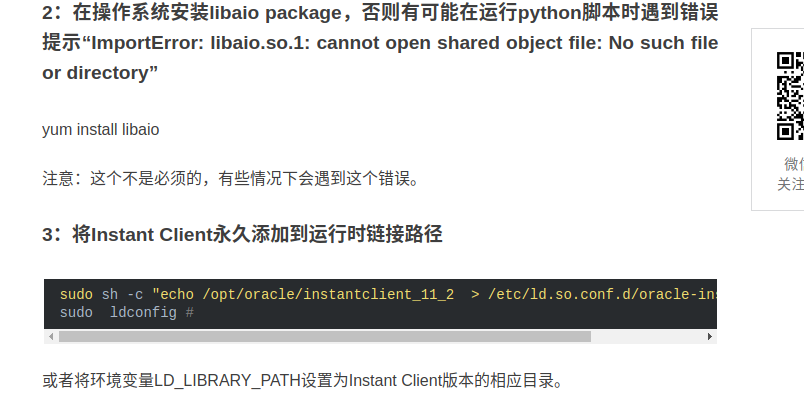 2：在操作系统安装libaio package，否则有可能在运行python脚本时遇到错误
提示“ImportError: libaio.so.1: cannot open shared object file: No such file
or directory”
yum install libaio
注意：这个不是必须的，有些情况下会遇到这个错误。
3：将Instant Client永久添加到运行时链接路径
sudo sh -c "echo /opt/oracle/instantclient_11_2  > /etc/ld.so.conf.d/oracle-ins
sudo  ldconfig #
或者将环境变量LD_LIBRARY_PATH设置为Instant Client版本的相应目录。
微信
关注